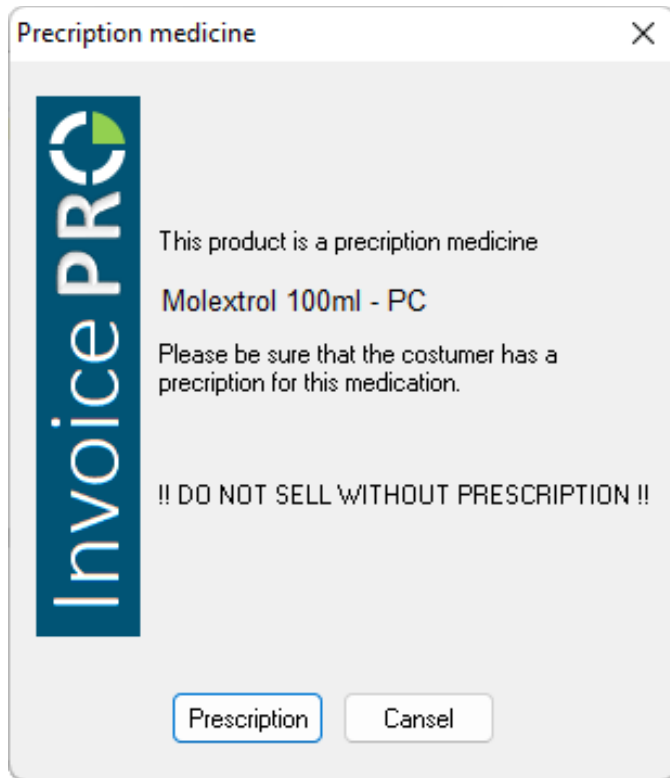 Precription medicine
Invoice PRO
This product is a precription medicine
Molextrol 100ml - PC
Please be sure that the costumer has a
precription for this medication.
!! DO NOT SELL WITHOUT PRESCRIPTION !!
Prescription
Cansel